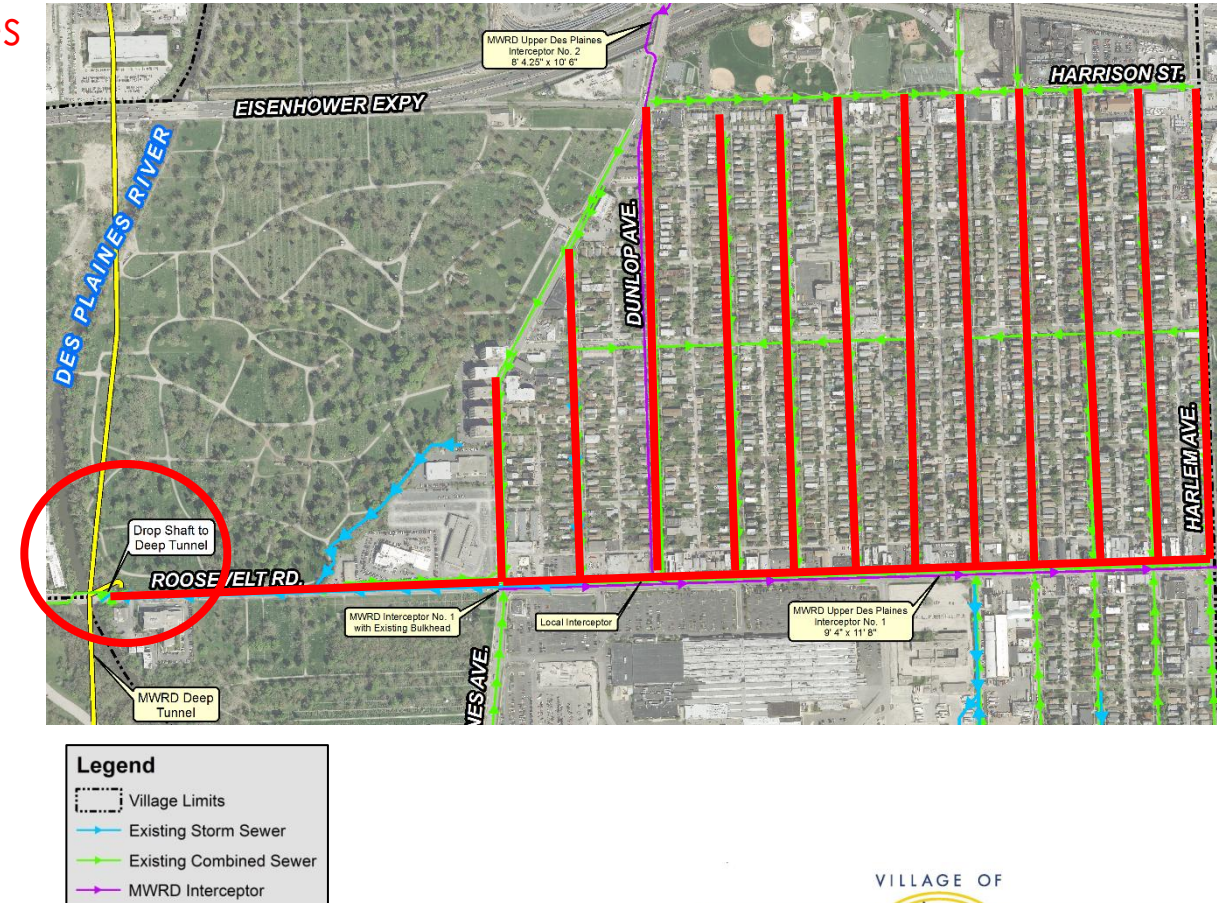 S
MWRD Upper Des Plaines
Interceptor No. 2
8' 4.25" x 10' 6"
HARRISON ST.
EISENHOWER EXPY
DES PLAINES RIVER
DUNLOP AVE.
HARLEM AVE.
Drop Shaft to
Deep Tunnel
ROOSEVELT RD.
MWRD Interceptor No. 1
with Existing Bulkhead
Local Interceptor
MWRD Upper Des Plaines
Interceptor No. 1
9' 4" x 11' 8"
NES AVE.
MWRD Deep
Tunnel
Legend
Village Limits
Existing Storm Sewer
Existing Combined Sewer
MWRD Interceptor
VILLAGE OF